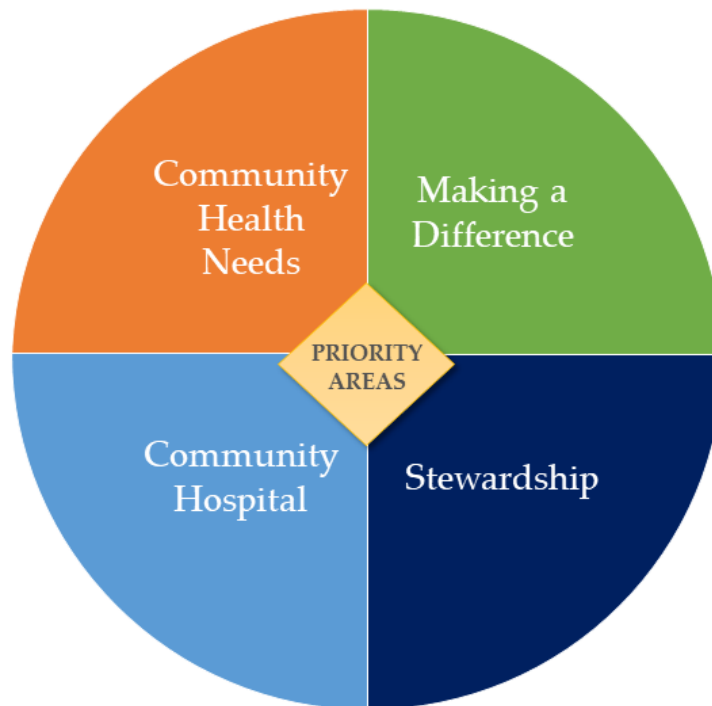 Community
Health
Needs
Making a
Difference
PRIORITY
AREAS
Community
Hospital
Stewardship